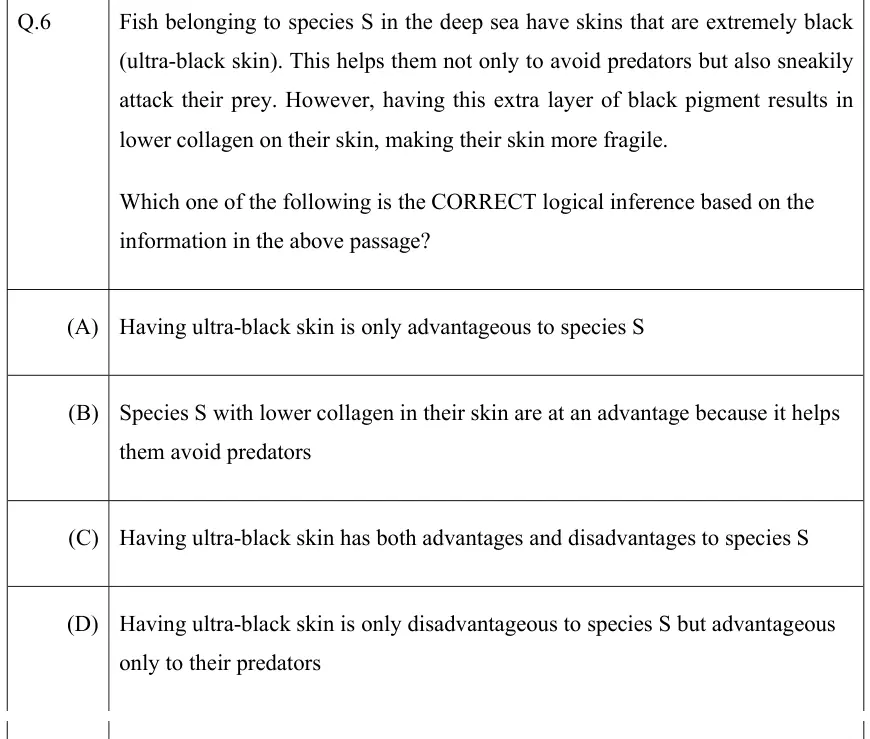 Q.6 Fish belonging to species S in the deep sea have skins that are extremely black
(ultra-black skin). This helps them not only to avoid predators but also sneakily
attack their prey. However, having this extra layer of black pigment results in
lower collagen on their skin, making their skin more fragile.
Which one of the following is the CORRECT logical inference based on the
information in the above passage?
(A) Having ultra-black skin is only advantageous to species S
(B) Species S with lower collagen in their skin are at an advantage because it helps
them avoid predators
(C) Having ultra-black skin has both advantages and disadvantages to species S
(D) Having ultra-black skin is only disadvantageous to species S but advantageous
only to their predators